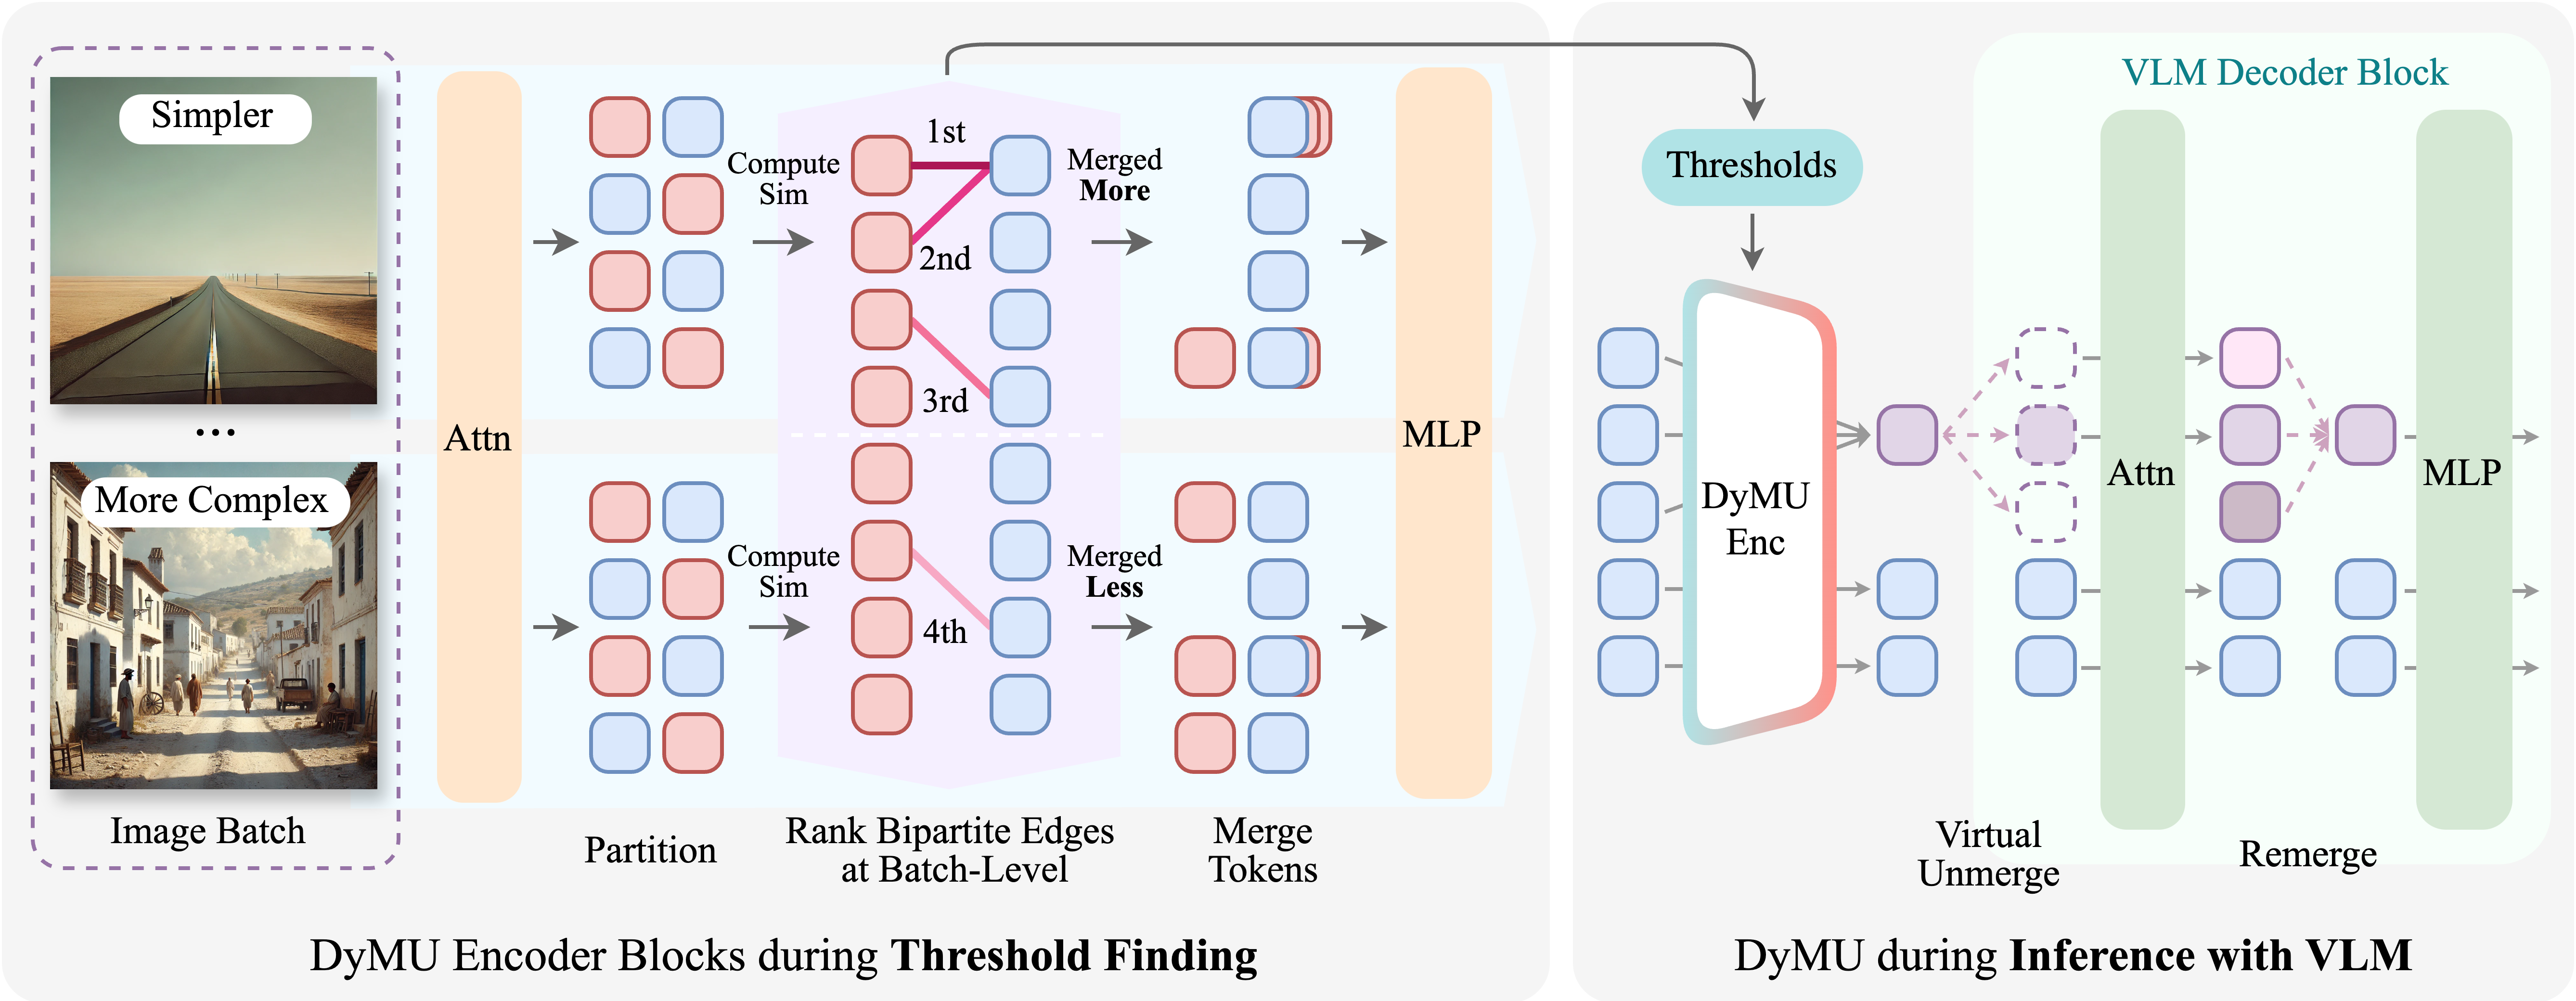 Simpler
...
More Complex
Image Batch
Attn
Partition
Compute
Sim
Compute
Sim
1st
2nd
3rd
4th
Rank Bipartite Edges
at Batch-Level
Merged
More
Merged
Less
Merge
Tokens
MLP
DyMU Encoder Blocks during Threshold Finding
Thresholds
DyMU
Enc
VLM Decoder Block
Virtual
Unmerge
Attn
Remerge
MLP
DyMU during Inference with VLM